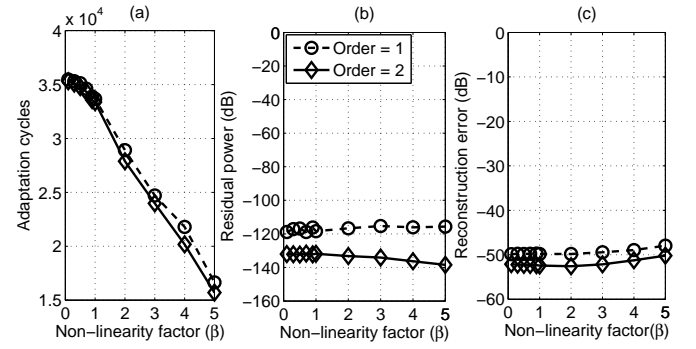 (a)
x 10^4
4
3.5
3
2.5
2
1.5
0 1 2 3 4 5
Adaptation cycles
Non-linearity factor (β)
(b)
0
−20
−40
−60
−80
−100
−120
−140
−160
0 1 2 3 4 5
Residual power (dB)
Non-linearity factor (β)
Order = 1
Order = 2
(c)
0
−10
−20
−30
−40
−50
−60
0 1 2 3 4 5
Reconstruction error (dB)
Non-linearity factor(β)